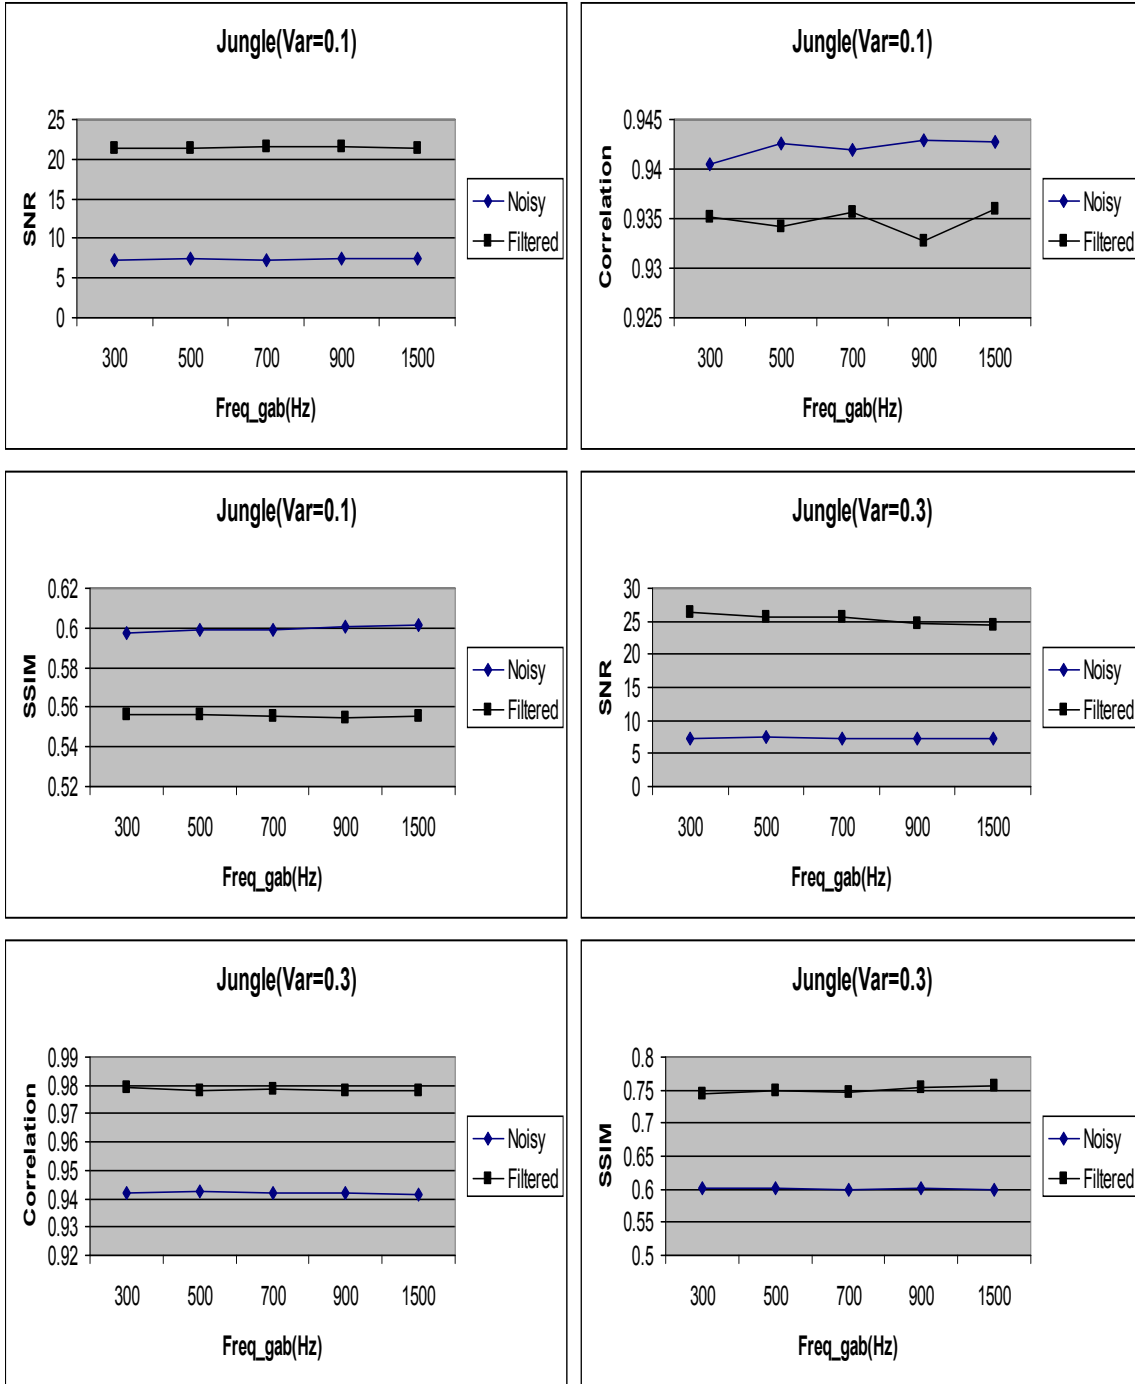 Jungle(Var=0.1)
SNR
25
20
15
10
5
0
300 500 700 900 1500
Freq_gab(Hz)
Noisy
Filtered
Jungle(Var=0.1)
Correlation
0.945
0.94
0.935
0.93
0.925
300 500 700 900 1500
Freq_gab(Hz)
Noisy
Filtered
Jungle(Var=0.1)
SSIM
0.62
0.6
0.58
0.56
0.54
0.52
300 500 700 900 1500
Freq_gab(Hz)
Noisy
Filtered
Jungle(Var=0.3)
SNR
30
25
20
15
10
5
0
300 500 700 900 1500
Freq_gab(Hz)
Noisy
Filtered
Jungle(Var=0.3)
Correlation
0.99
0.98
0.97
0.96
0.95
0.94
0.93
0.92
300 500 700 900 1500
Freq_gab(Hz)
Noisy
Filtered
Jungle(Var=0.3)
SSIM
0.8
0.75
0.7
0.65
0.6
0.55
0.5
300 500 700 900 1500
Freq_gab(Hz)
Noisy
Filtered